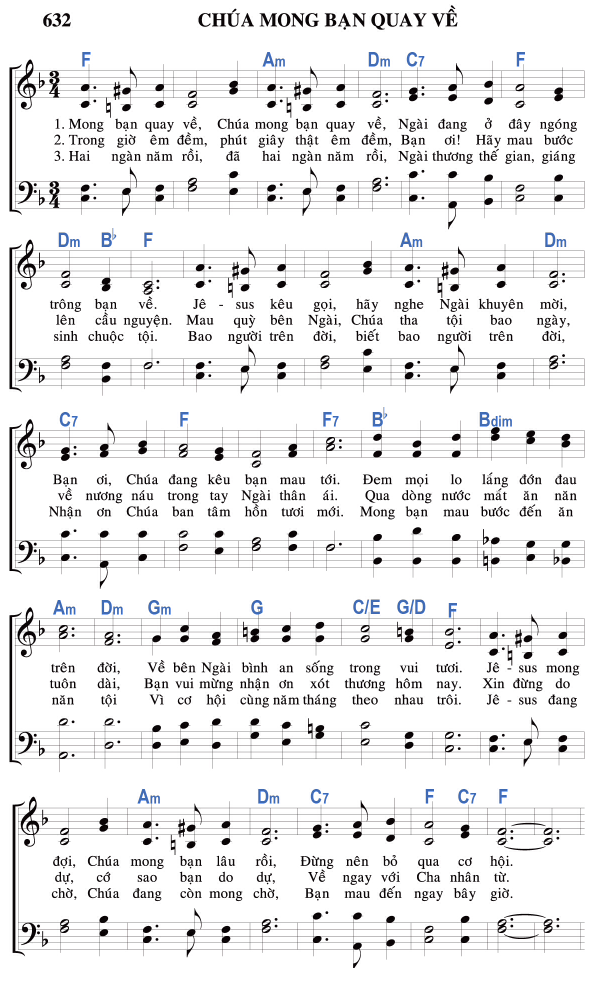 632 CHÚA MONG BẠN QUAY VỀ
F Am Dm C7 F
1. Mong bạn quay về, Chúa mong bạn quay về, Ngài đang ở đây ngóng
2. Trong giờ êm đềm, phút giây thật êm đềm, Bạn ơi! Hãy mau bước
3. Hai ngàn năm rồi, đã hai ngàn năm rồi, Ngài thương thế gian, giáng
Dm B♭ F Am Dm
trông bạn về. Jê - sus kêu gọi, hãy nghe Ngài khuyên mời,
lên cầu nguyện. Mau quỳ bên Ngài, Chúa tha tội bao ngày,
sinh chuộc tội. Bao người trên đời, biết bao người trên đời,
C7 F F7 B♭ Bdim
Bạn ơi, Chúa đang kêu bạn mau tới. Đem mọi lo lắng đớn đau
về nương náu trong tay Ngài thân ái. Qua dòng nước mắt ăn năn
Nhận ơn Chúa ban tâm hồn tươi mới. Mong bạn mau bước đến ăn
Am Dm Gm G C/E G/D F
trên đời, Về bên Ngài bình an sống trong vui tươi. Jê - sus mong
tuôn dài, Bạn vui mừng nhận ơn xót thương hôm nay. Xin đừng do
năn tội Vì cơ hội cùng năm tháng theo nhau trôi. Jê - sus đang
Am Dm C7 F C7 F
đợi, Chúa mong bạn lâu rồi, Đừng nên bỏ qua cơ hội.
dự, cớ sao bạn do dự, Về ngay với Cha nhân từ.
chờ, Chúa đang còn mong chờ, Bạn mau đến ngay bây giờ.